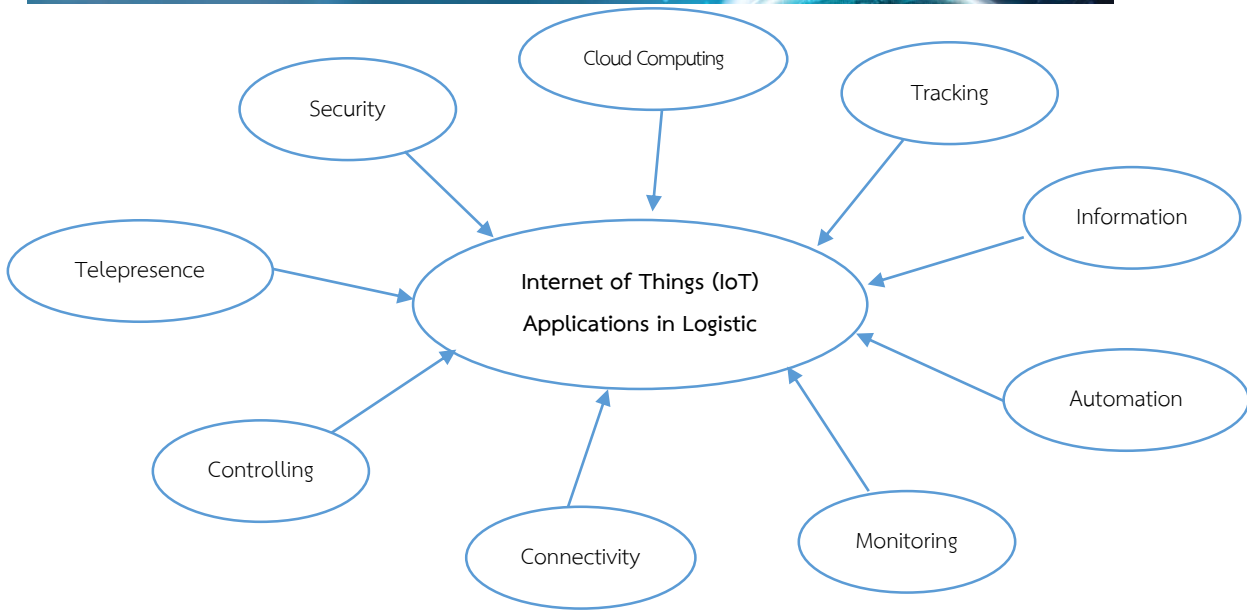 Cloud Computing
Security
Tracking
Information
Telepresence
Internet of Things (IoT)
Applications in Logistic
Automation
Controlling
Monitoring
Connectivity